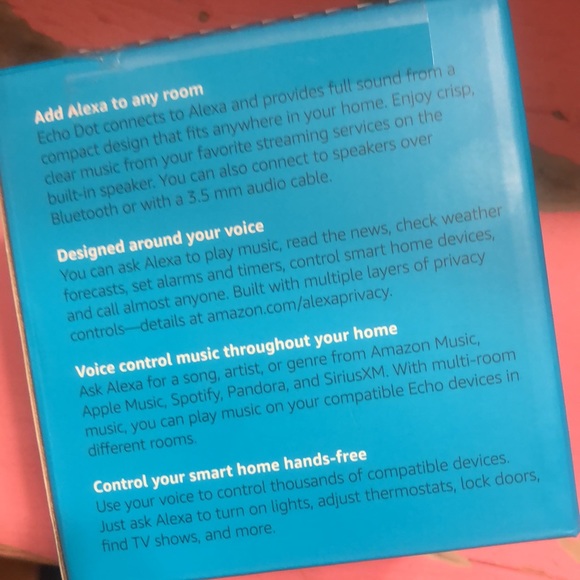 Add Alexa to any room
Echo Dot connects to Alexa and provides full sound from a
compact design that fits anywhere in your home. Enjoy crisp,
clear music from your favorite streaming services on the
built-in speaker. You can also connect to speakers over
Bluetooth or with a 3.5 mm audio cable.
Designed around your voice
You can ask Alexa to play music, read the news, check weather
forecasts, set alarms and timers, control smart home devices,
and call almost anyone. Built with multiple layers of privacy
controls—details at amazon.com/alexaprivacy.
Voice control music throughout your home
Ask Alexa for a song, artist, or genre from Amazon Music,
Apple Music, Spotify, Pandora, and SiriusXM. With multi-room
music, you can play music on your compatible Echo devices in
different rooms.
Control your smart home hands-free
Use your voice to control thousands of compatible devices.
Just ask Alexa to turn on lights, adjust thermostats, lock doors,
find TV shows, and more.